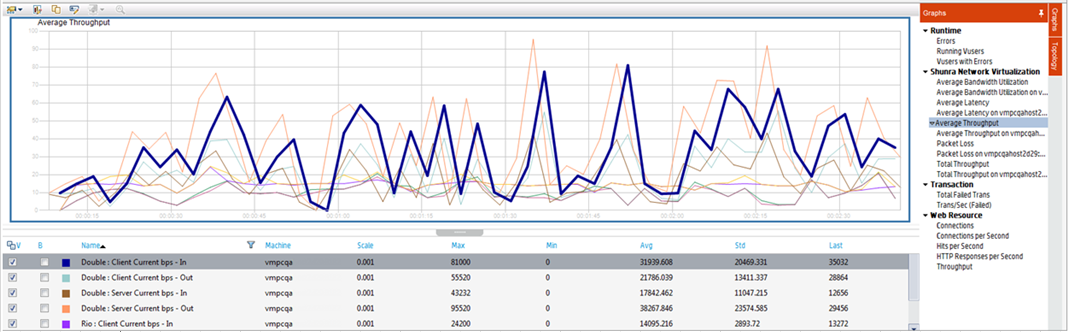 Average Throughput
100
90
80
70
60
50
40
30
20
10
0
00:00:15 00:00:30 00:00:45 00:01:00 00:01:15 00:01:30 00:01:45 00:02:00 00:02:15 00:02:30
V B Name Machine Scale Max Min Avg Std Last
Double : Client Current bps - In vmpcqa 0.001 81000 0 31939.608 20469.331 35032
Double : Client Current bps - Out vmpcqa 0.001 55520 0 21786.039 13411.337 28864
Double : Server Current bps - In vmpcqa 0.001 43232 0 17842.462 11047.215 12656
Double : Server Current bps - Out vmpcqa 0.001 95520 0 38267.846 23574.585 29456
Rio : Client Current bps - In vmpcqa 0.001 24200 0 14095.216 2893.72 13272
Graphs
Runtime
Errors
Running Vusers
Vusers with Errors
Shunra Network Virtualization
Average Bandwidth Utilization
Average Bandwidth Utilization on v...
Average Latency
Average Latency on vmpcqahost2...
Average Throughput
Average Throughput on vmpcqah...
Packet Loss
Packet Loss on vmpcqahost2d29:...
Total Throughput
Total Throughput on vmpcqahost2...
Transaction
Total Failed Trans
Trans/Sec (Failed)
Web Resource
Connections
Connections per Second
Hits per Second
HTTP Responses per Second
Throughput
Graphs
Topology